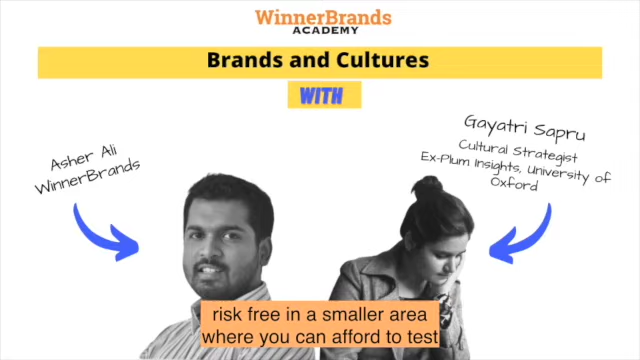 WinnerBrands
ACADEMY
Brands and Cultures
WITH
Asher Ali
WinnerBrands
Gayatri Sapru
Cultural Strategist
Ex-Plum Insights, University of
Oxford
risk free in a smaller area
where you can afford to test